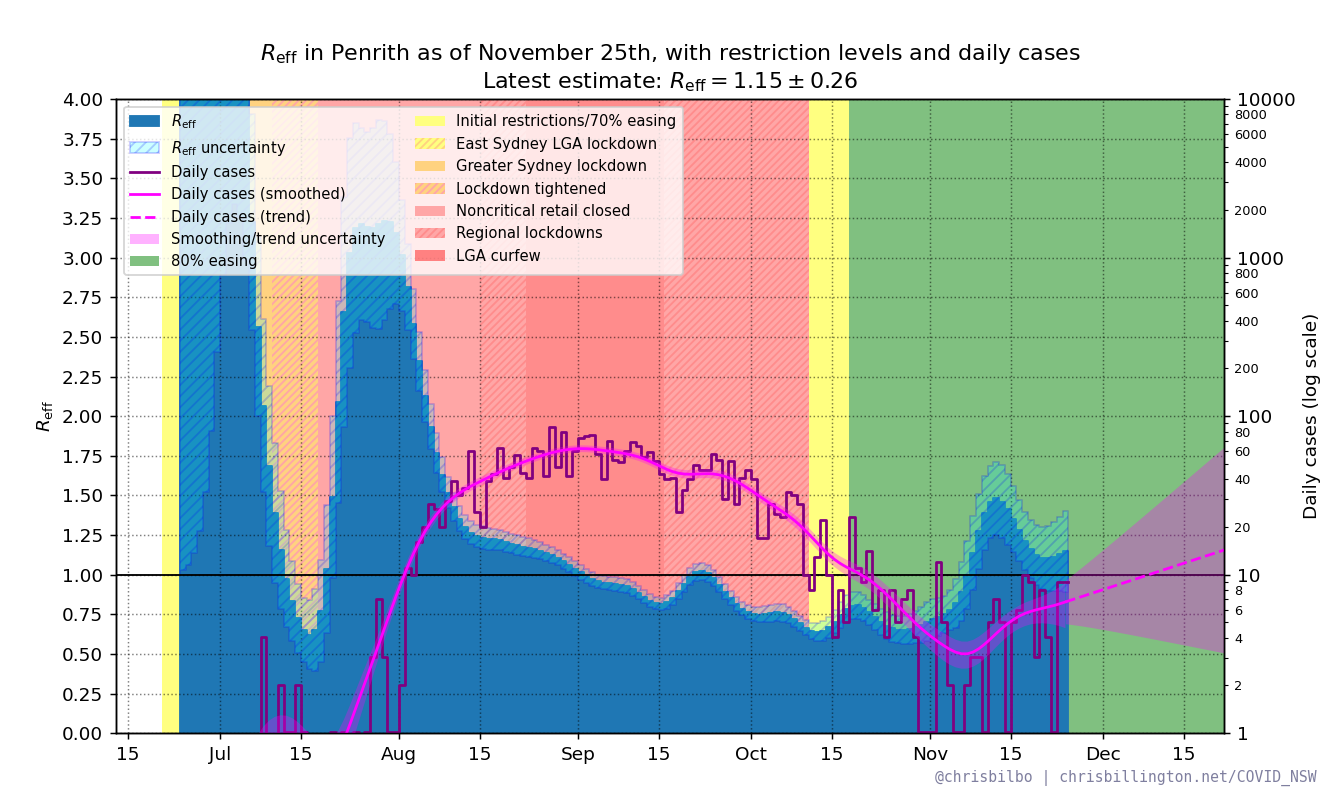 R_eff in Penrith as of November 25th, with restriction levels and daily cases
Latest estimate: R_eff = 1.15 ± 0.26
R_eff
R_eff uncertainty
Daily cases
Daily cases (smoothed)
Daily cases (trend)
Smoothing/trend uncertainty
80% easing
Initial restrictions/70% easing
East Sydney LGA lockdown
Greater Sydney lockdown
Lockdown tightened
Noncritical retail closed
Regional lockdowns
LGA curfew
R_eff
4.00
3.75
3.50
3.25
3.00
2.75
2.50
2.25
2.00
1.75
1.50
1.25
1.00
0.75
0.50
0.25
0.00
15
Jul
15
Aug
15
Sep
15
Oct
15
Nov
15
Dec
15
10000
8000
6000
4000
2000
1000
800
600
400
200
100
80
60
40
20
10
8
6
4
2
1
Daily cases (log scale)
@chrisbilbo | chrisbillington.net/COVID_NSW